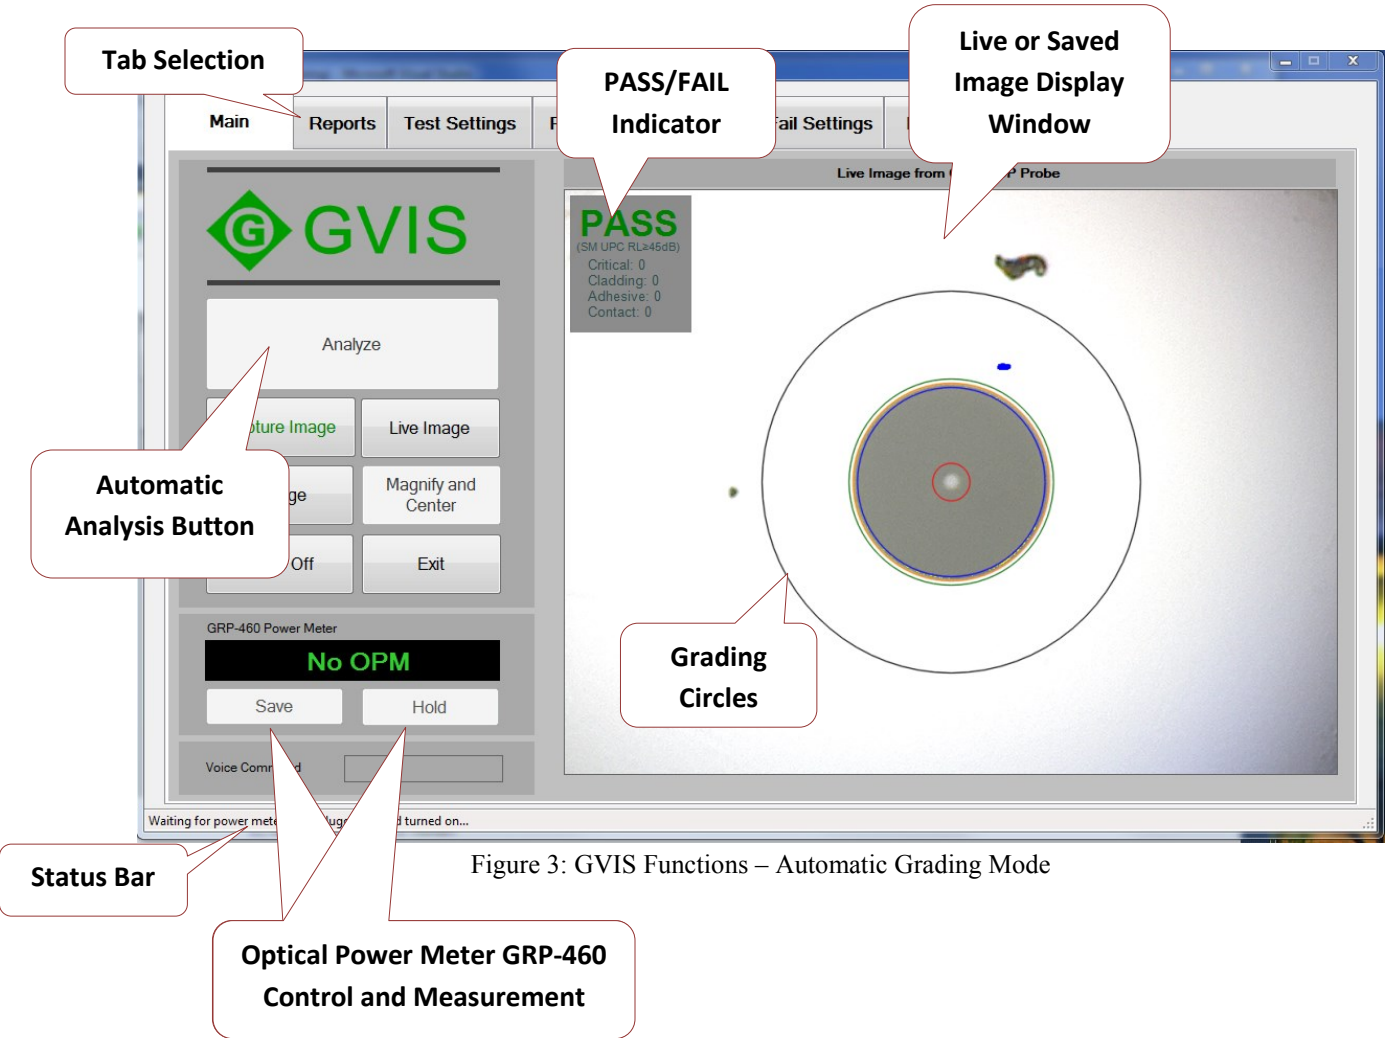 Tab Selection
PASS/FAIL
Indicator
Live or Saved
Image Display
Window
Main
Reports
Test Settings
ail Settings
Live Image from
P Probe
G GVIS
PASS
(SM UPC RL≥45dB)
Critical: 0
Cladding: 0
Adhesive: 0
Contact: 0
Analyze
pture Image
Live Image
Automatic
Analysis Button
ge
Magnify and
Center
Off
Exit
Grading
Circles
GRP-460 Power Meter
No OPM
Save
Hold
Voice Comm d
Waiting for power mete lugg d turned on...
Status Bar
Figure 3: GVIS Functions – Automatic Grading Mode
Optical Power Meter GRP-460
Control and Measurement